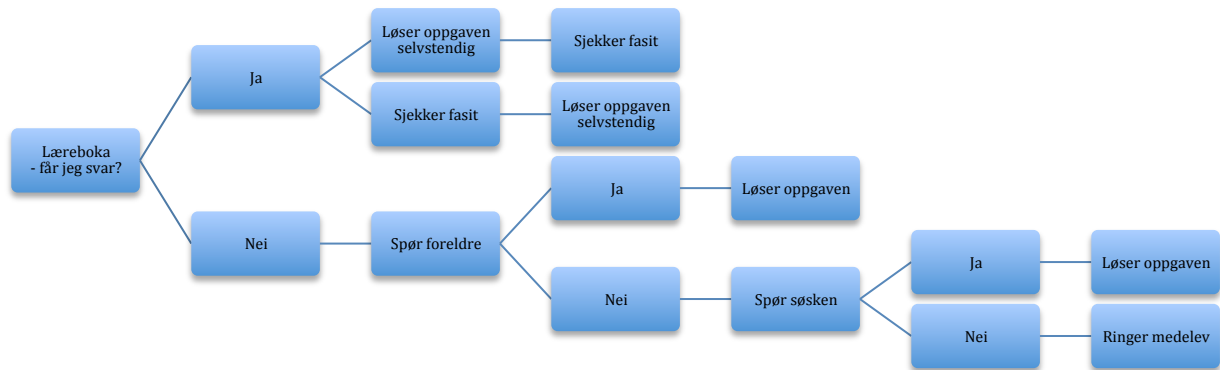 Læreboka
- får jeg svar?
Ja
Løser oppgaven
selvstendig
Sjekker fasit
Sjekker fasit
Løser oppgaven
selvstendig
Nei
Spør foreldre
Ja
Løser oppgaven
Nei
Spør søsken
Ja
Løser oppgaven
Nei
Ringer medelev